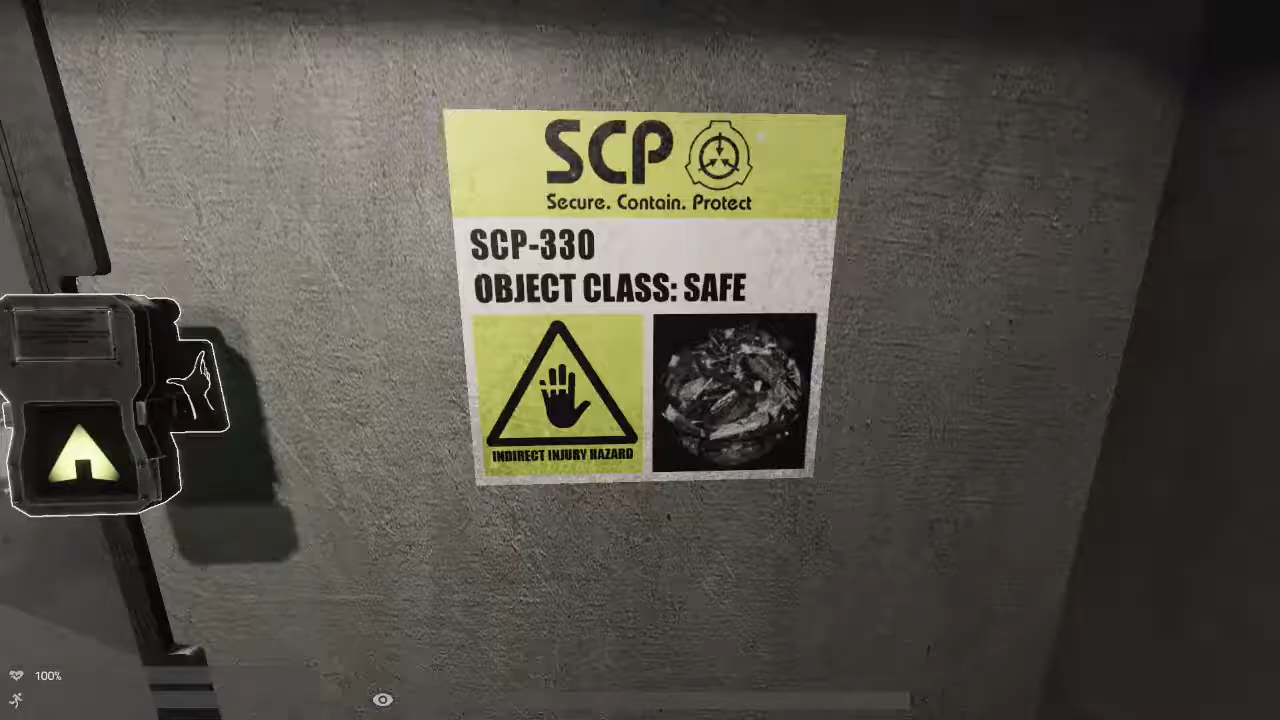 SCP
Secure. Contain. Protect
SCP-330
OBJECT CLASS: SAFE
INDIRECT INJURY HAZARD
100%